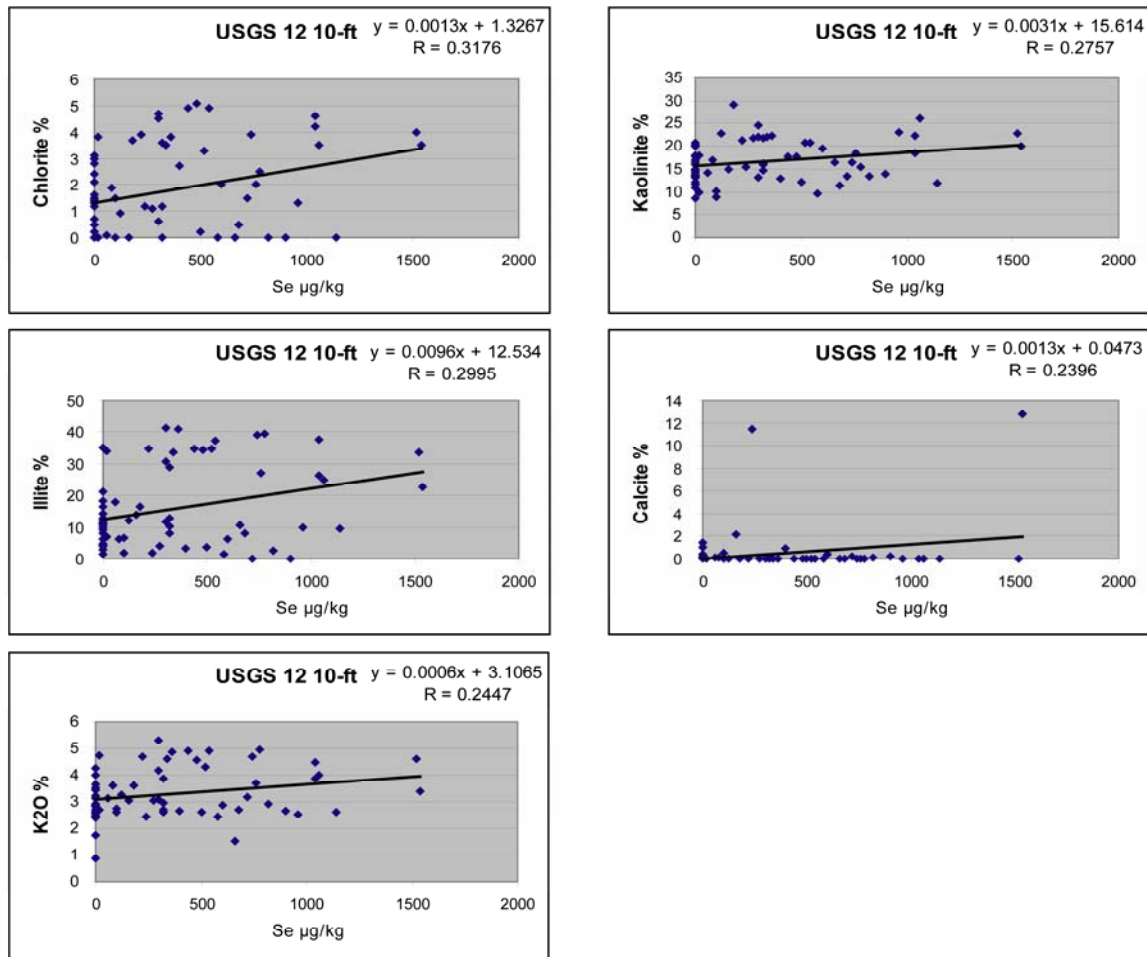 USGS 12 10-ft y = 0.0013x + 1.3267
R = 0.3176
Chlorite %
6
5
4
3
2
1
0
0 500 1000 1500 2000
Se µg/kg
USGS 12 10-ft y = 0.0031x + 15.614
R = 0.2757
Kaolinite %
35
30
25
20
15
10
5
0
0 500 1000 1500 2000
Se µg/kg
USGS 12 10-ft y = 0.0096x + 12.534
R = 0.2995
Illite %
50
40
30
20
10
0
0 500 1000 1500 2000
Se µg/kg
USGS 12 10-ft y = 0.0013x + 0.0473
R = 0.2396
Calcite %
14
12
10
8
6
4
2
0
0 500 1000 1500 2000
Se µg/kg
USGS 12 10-ft y = 0.0006x + 3.1065
R = 0.2447
K2O %
6
5
4
3
2
1
0
0 500 1000 1500 2000
Se µg/kg